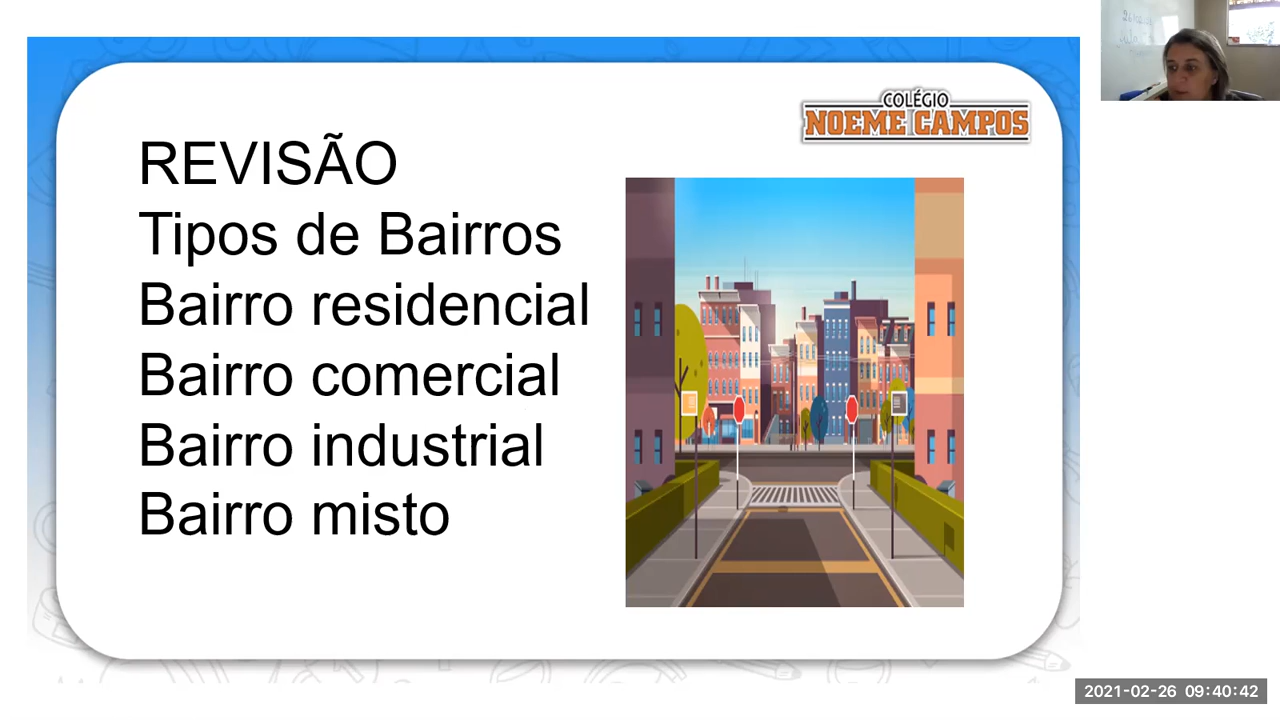 COLÉGIO
NOEME CAMPOS
REVISÃO
Tipos de Bairros
Bairro residencial
Bairro comercial
Bairro industrial
Bairro misto
2021-02-26 09:40:42